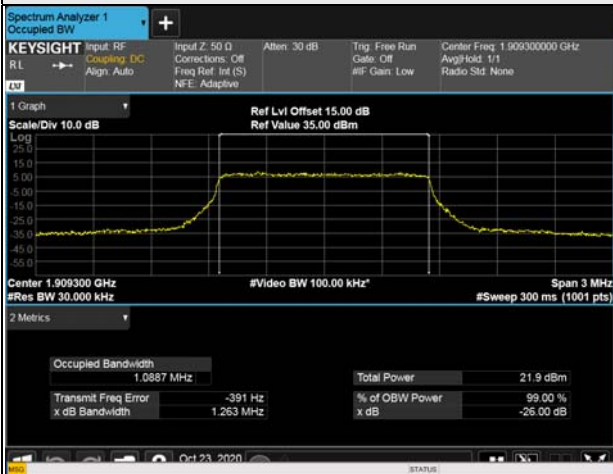 Spectrum Analyzer 1
Occupied BW
+
KEYSIGHT
RL
LXI
Input: RF
Coupling: DC
Align: Auto
Input Z: 50 Ω
Corrections: Off
Freq Ref: Int (S)
NFE: Adaptive
Atten: 30 dB
Trig: Free Run
Gate: Off
#IF Gain: Low
Center Freq: 1.909300000 GHz
Avg|Hold: 1/1
Radio Std: None
1 Graph
Scale/Div 10.0 dB
Ref Lvl Offset 15.00 dB
Ref Value 35.00 dBm
Log
25.0
15.0
5.00
-5.00
-15.0
-25.0
-35.0
-45.0
-55.0
Center 1.909300 GHz
#Res BW 30.000 kHz
#Video BW 100.00 kHz*
Span 3 MHz
#Sweep 300 ms (1001 pts)
2 Metrics
Occupied Bandwidth
1.0887 MHz
Total Power 21.9 dBm
Transmit Freq Error -391 Hz
% of OBW Power 99.00 %
x dB Bandwidth 1.263 MHz
x dB -26.00 dB
Oct 23, 2020
MSG
STATUS